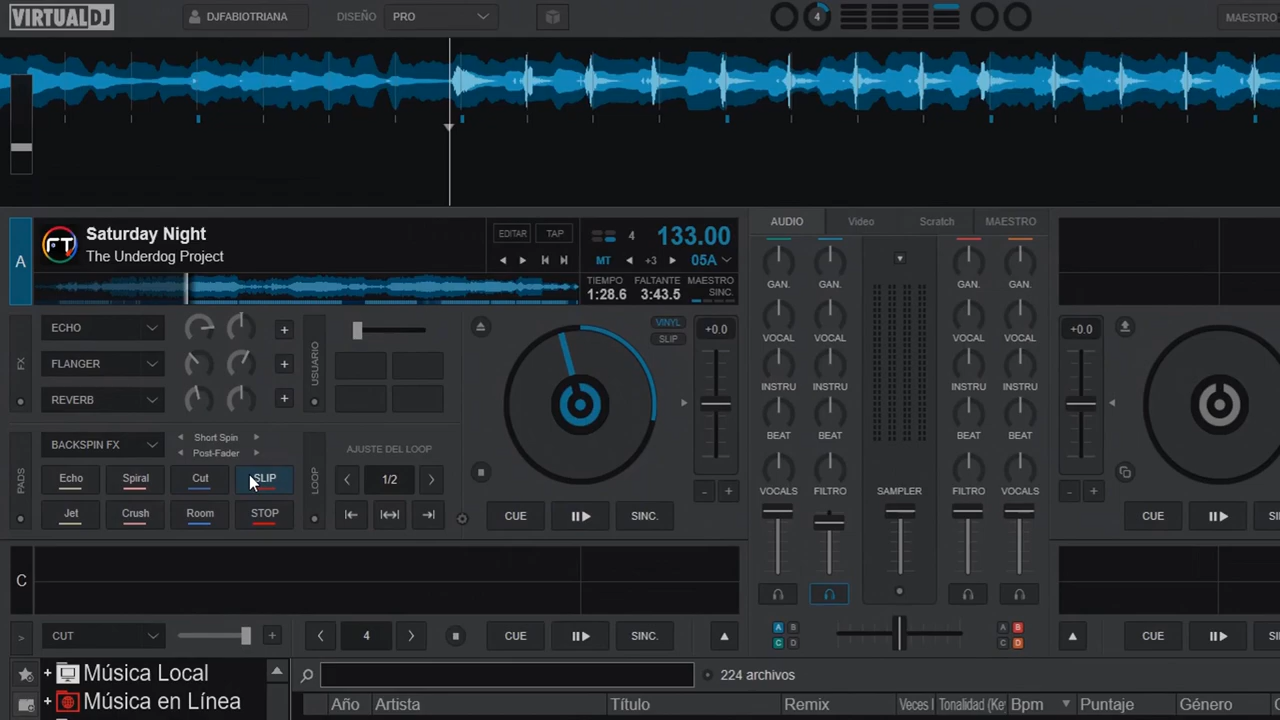 VIRTUALDJ
DJFABIOTRIANA
DISEÑO
PRO
4
MAESTRO
A
FT
Saturday Night
The Underdog Project
EDITAR
TAP
4
133.00
MT
+3
05A
TIEMPO
1:28.6
FALTANTE
3:43.5
MAESTRO
SINC.
FX
ECHO
+
FLANGER
+
REVERB
+
USUARIO
VINYL
SLIP
+0.0
PADS
BACKSPIN FX
Short Spin
Post-Fader
Echo
Spiral
Cut
SLIP
Jet
Crush
Room
STOP
LOOP
AJUSTE DEL LOOP
1/2
- +
CUE
SINC.
AUDIO
Video
Scratch
MAESTRO
GAN.
GAN.
GAN.
GAN.
VOCAL
VOCAL
VOCAL
VOCAL
INSTRU
INSTRU
INSTRU
INSTRU
BEAT
BEAT
BEAT
BEAT
VOCALS
FILTRO
SAMPLER
FILTRO
VOCALS
A B
C D
A B
C D
+0.0
- +
CUE
C
>
CUT
+
4
CUE
SINC.
CUE
+ Música Local
+ Música en Línea
224 archivos
Año
Artista
Título
Remix
Veces
Tonalidad (Ke
Bpm
Puntaje
Género